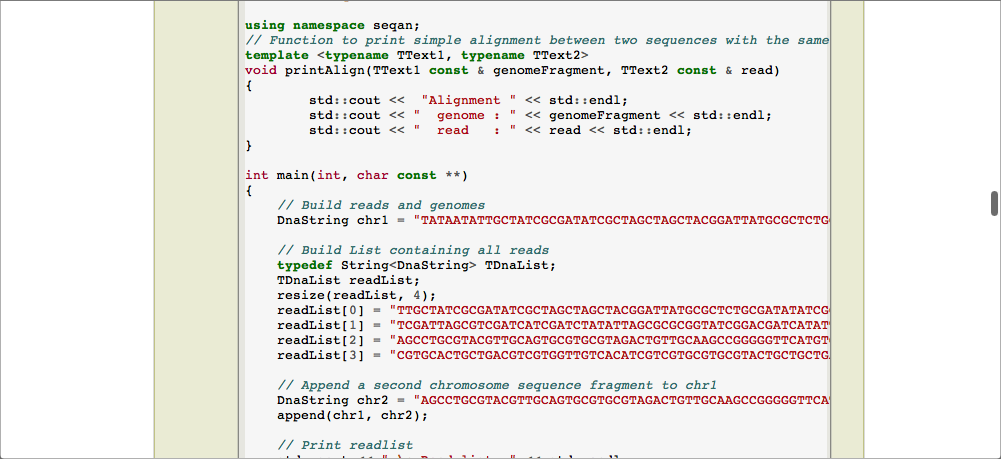 using namespace seqan;
// Function to print simple alignment between two sequences with the same
template <typename TText1, typename TText2>
void printAlign(TText1 const & genomeFragment, TText2 const & read)
{
        std::cout <<  "Alignment " << std::endl;
        std::cout << "  genome : " << genomeFragment << std::endl;
        std::cout << "  read   : " << read << std::endl;
}
int main(int, char const **)
{
    // Build reads and genomes
    DnaString chr1 = "TATAATATTGCTATCGCGATATCGCTAGCTAGCTACGGATTATGCGCTCTG
    // Build List containing all reads
    typedef String<DnaString> TDnaList;
    TDnaList readList;
    resize(readList, 4);
    readList[0] = "TTGCTATCGCGATATCGCTAGCTAGCTACGGATTATGCGCTCTGCGATATATCG
    readList[1] = "TCGATTAGCGTCGATCATCGATCTATATTAGCGCGCGGTATCGGACGATCATAT
    readList[2] = "AGCCTGCGTACGTTGCAGTGCGTGCGTAGACTGTTGCAAGCCGGGGGTTCATGT
    readList[3] = "CGTGCACTGCTGACGTCGTGGTTGTCACATCGTCGTGCGTGCGTACTGCTGCTG
    // Append a second chromosome sequence fragment to chr1
    DnaString chr2 = "AGCCTGCGTACGTTGCAGTGCGTGCGTAGACTGTTGCAAGCCGGGGGTTCA
    append(chr1, chr2);
    // Print readlist